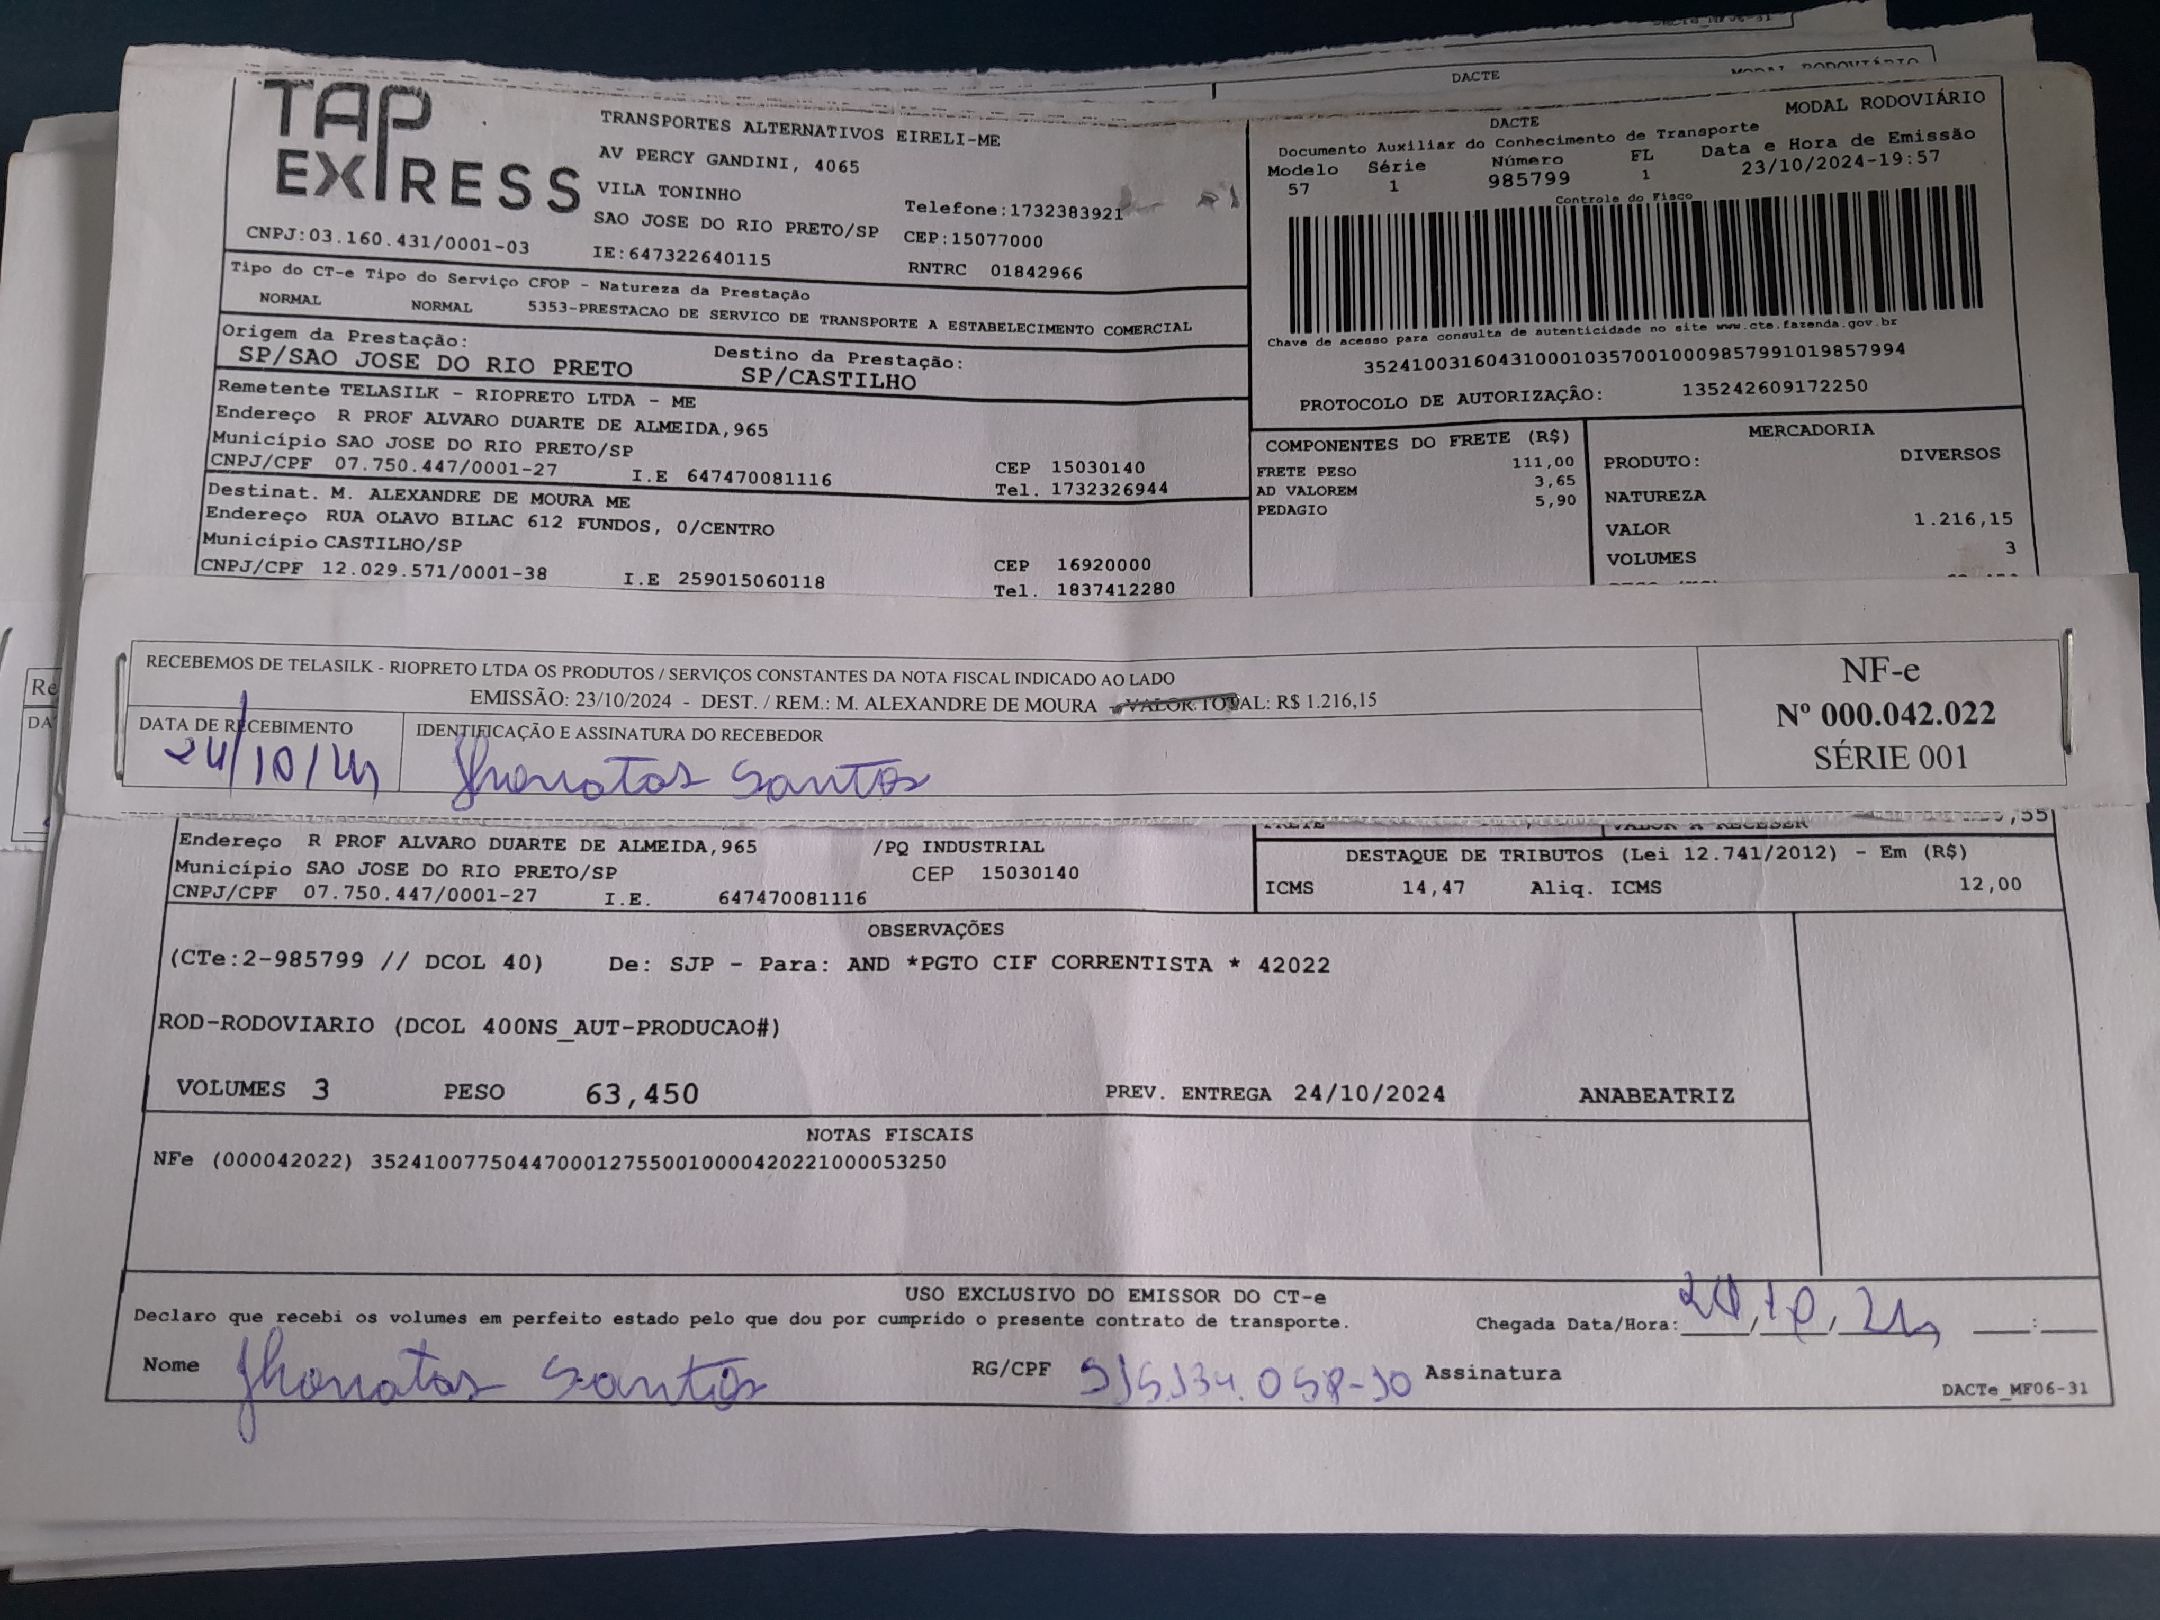 DACTE
MODAL RODOVIÁRIO
TAP EXPRESS
TRANSPORTES ALTERNATIVOS EIRELI-ME
AV PERCY GANDINI, 4065
VILA TONINHO
SAO JOSE DO RIO PRETO/SP
Telefone:1732383921
CEP:15077000
CNPJ:03.160.431/0001-03
IE:647322640115
RNTRC 01842966
DACTE
MODAL RODOVIÁRIO
Documento Auxiliar do Conhecimento de Transporte
Modelo Série Número FL Data e Hora de Emissão
57 1 985799 1 23/10/2024-19:57
Controle do Fisco
Chave de acesso para consulta de autenticidade no site www.cte.fazenda.gov.br
35241003160431000103570010009857991019857994
PROTOCOLO DE AUTORIZAÇÂO: 135242609172250
Tipo do CT-e Tipo do Serviço CFOP - Natureza da Prestação
NORMAL NORMAL 5353-PRESTACAO DE SERVICO DE TRANSPORTE A ESTABELECIMENTO COMERCIAL
Origem da Prestação:
SP/SAO JOSE DO RIO PRETO
Destino da Prestação:
SP/CASTILHO
Remetente TELASILK - RIOPRETO LTDA - ME
Endereço R PROF ALVARO DUARTE DE ALMEIDA,965
Município SAO JOSE DO RIO PRETO/SP
CEP 15030140
CNPJ/CPF 07.750.447/0001-27 I.E 647470081116
Tel. 1732326944
Destinat. M. ALEXANDRE DE MOURA ME
Endereço RUA OLAVO BILAC 612 FUNDOS, 0/CENTRO
Município CASTILHO/SP
CEP 16920000
CNPJ/CPF 12.029.571/0001-38 I.E 259015060118
Tel. 1837412280
COMPONENTES DO FRETE (R$)
FRETE PESO 111,00
AD VALOREM 3,65
PEDAGIO 5,90
MERCADORIA
PRODUTO: DIVERSOS
NATUREZA
VALOR 1.216,15
VOLUMES 3
RECEBEMOS DE TELASILK - RIOPRETO LTDA OS PRODUTOS / SERVIÇOS CONSTANTES DA NOTA FISCAL INDICADO AO LADO
EMISSÃO: 23/10/2024 - DEST. / REM.: M. ALEXANDRE DE MOURA - VALOR TOTAL: R$ 1.216,15
DATA DE RECEBIMENTO
24/10/24
IDENTIFICAÇÃO E ASSINATURA DO RECEBEDOR
Jhonatas Santos
NF-e
Nº 000.042.022
SÉRIE 001
FRETE
VALOR A RECEBER
Endereço R PROF ALVARO DUARTE DE ALMEIDA,965 /PQ INDUSTRIAL
Município SAO JOSE DO RIO PRETO/SP CEP 15030140
CNPJ/CPF 07.750.447/0001-27 I.E. 647470081116
DESTAQUE DE TRIBUTOS (Lei 12.741/2012) - Em (R$)
ICMS 14,47 Aliq. ICMS 12,00
OBSERVAÇÕES
(CTe:2-985799 // DCOL 40) De: SJP - Para: AND *PGTO CIF CORRENTISTA * 42022
ROD-RODOVIARIO (DCOL 400NS_AUT-PRODUCAO#)
VOLUMES 3 PESO 63,450 PREV. ENTREGA 24/10/2024 ANABEATRIZ
NOTAS FISCAIS
NFe (000042022) 35241007750447000127550010000420221000053250
USO EXCLUSIVO DO EMISSOR DO CT-e
Declaro que recebi os volumes em perfeito estado pelo que dou por cumprido o presente contrato de transporte.
Chegada Data/Hora: 24/10/24 __:__
Nome Jhonatas Santos RG/CPF Assinatura
DACTe_MF06-31